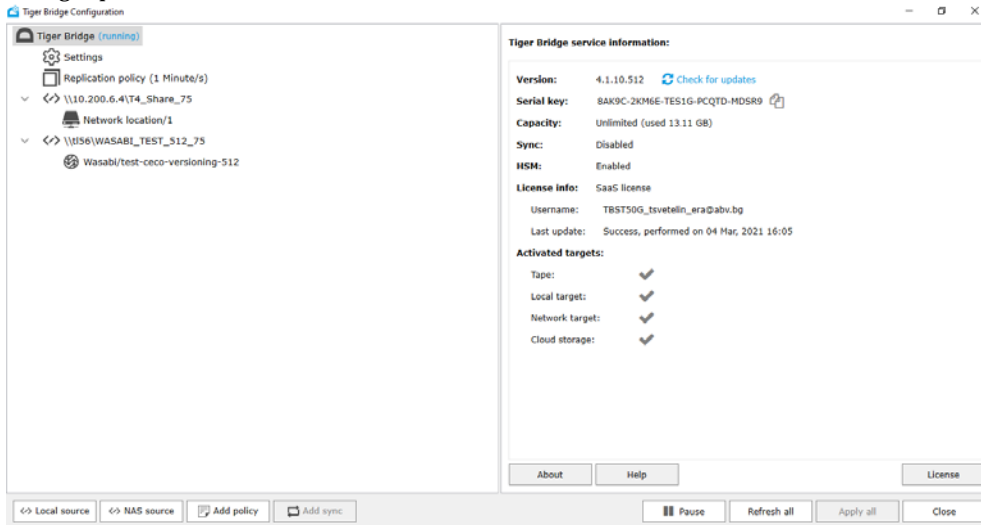 Tiger Bridge Configuration
Tiger Bridge (running)
Settings
Replication policy (1 Minute/s)
\\10.200.6.4\T4_Share_75
Network location/1
\\tl56\WASABI_TEST_512_75
Wasabi/test-ceco-versioning-512
Tiger Bridge service information:
Version: 4.1.10.512 Check for updates
Serial key: 8AK9C-2KM6E-TES1G-PCQTD-MDSR9
Capacity: Unlimited (used 13.11 GB)
Sync: Disabled
HSM: Enabled
License info: SaaS license
Username: TBST50G_tsvetelin_era@abv.bg
Last update: Success, performed on 04 Mar, 2021 16:05
Activated targets:
Tape:
Local target:
Network target:
Cloud storage:
About Help License
Local source NAS source Add policy Add sync Pause Refresh all Apply all Close